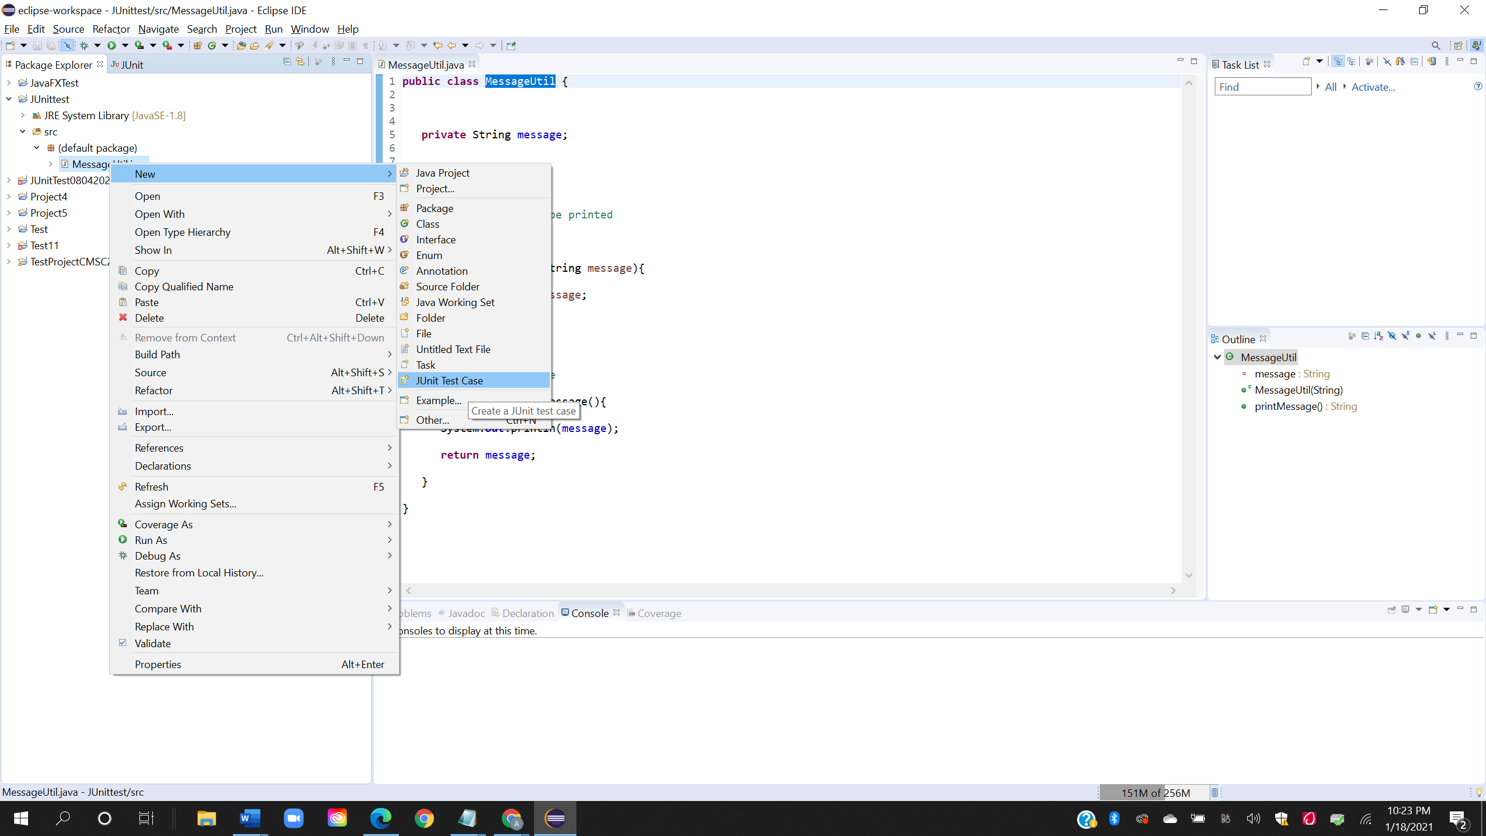 eclipse-workspace - JUnittest/src/MessageUtil.java - Eclipse IDE
File Edit Source Refactor Navigate Search Project Run Window Help
Package Explorer JUnit
JavaFXTest
JUnittest
JRE System Library [JavaSE-1.8]
src
(default package)
Project4
Project5
Test
Test11
New
Open F3
Open With
Open Type Hierarchy F4
Show In Alt+Shift+W
Copy Ctrl+C
Copy Qualified Name
Paste Ctrl+V
Delete Delete
Remove from Context Ctrl+Alt+Shift+Down
Build Path
Source Alt+Shift+S
Refactor Alt+Shift+T
Import...
Export...
References
Declarations
Refresh F5
Assign Working Sets...
Coverage As
Run As
Debug As
Restore from Local History...
Team
Compare With
Replace With
Validate
Properties Alt+Enter
Java Project
Project...
Package
Class
Interface
Enum
Annotation
Source Folder
Java Working Set
Folder
File
Untitled Text File
Task
JUnit Test Case
Example...
Other... Ctrl+N
Create a JUnit test case
MessageUtil.java
1 public class MessageUtil {
2
3
4
5 private String message;
6
7
be printed
tring message){
ssage;
message(){
System.out.println(message);
return message;
}
}
Problems Javadoc Declaration Console Coverage
onsoles to display at this time.
Task List
Find All Activate...
Outline
MessageUtil
message : String
MessageUtil(String)
printMessage() : String
MessageUtil.java - JUnittest/src
151M of 256M
10:23 PM
1/18/2021
2